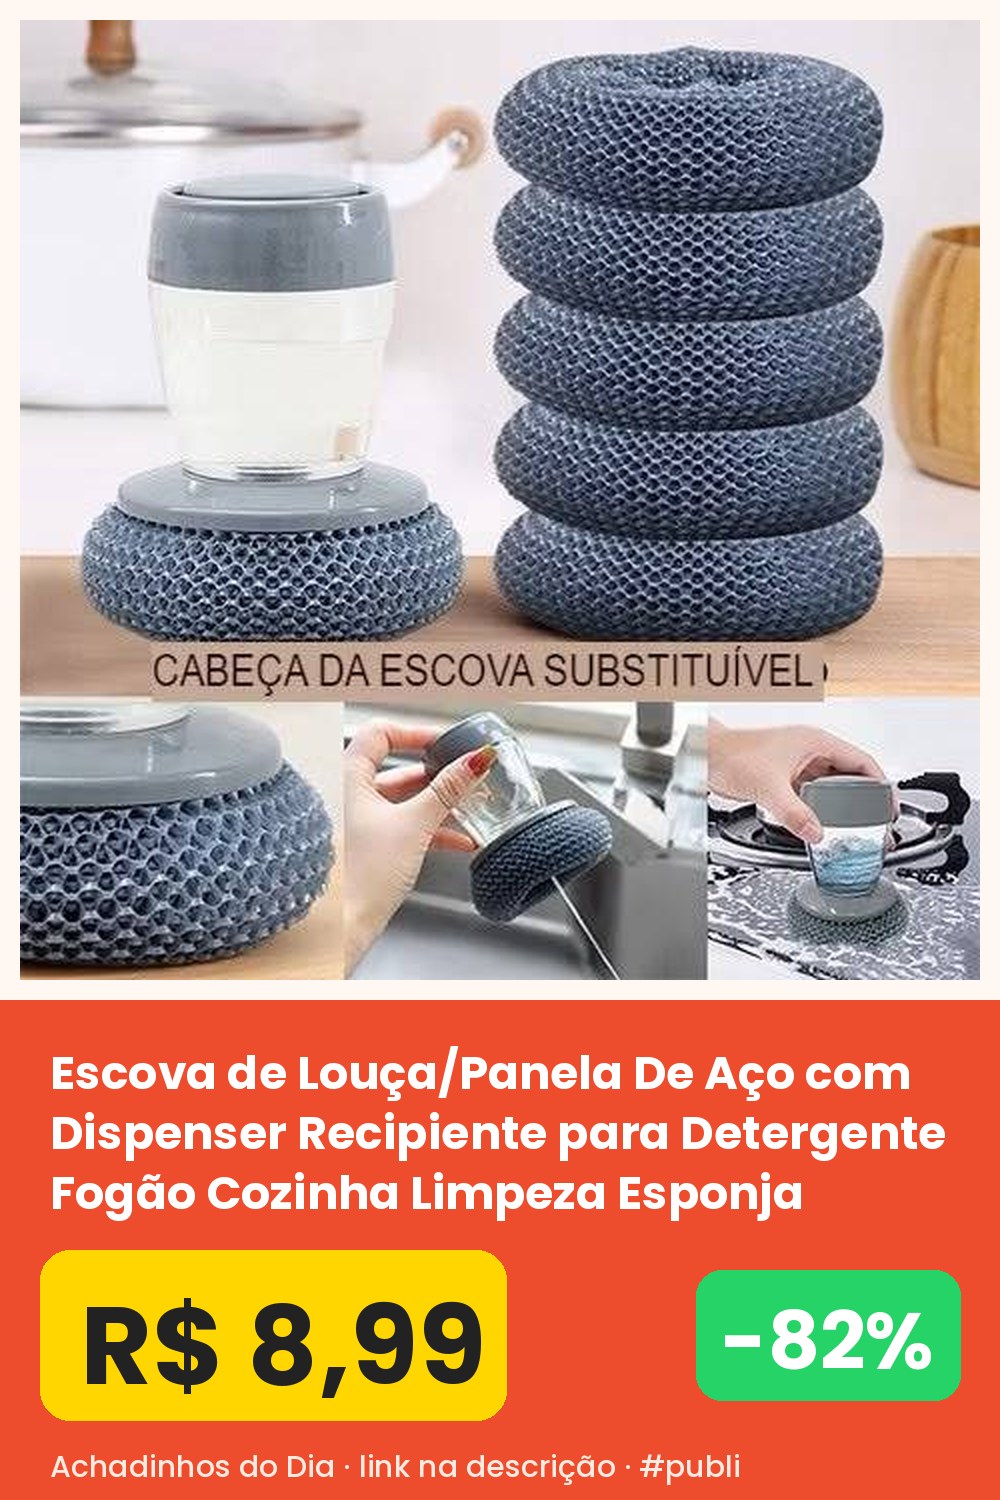 CABEÇA DA ESCOVA SUBSTITUÍVEL
Escova de Louça/Panela De Aço com
Dispenser Recipiente para Detergente
Fogão Cozinha Limpeza Esponja
R$ 8,99
-82%
Achadinhos do Dia · link na descrição · #publi